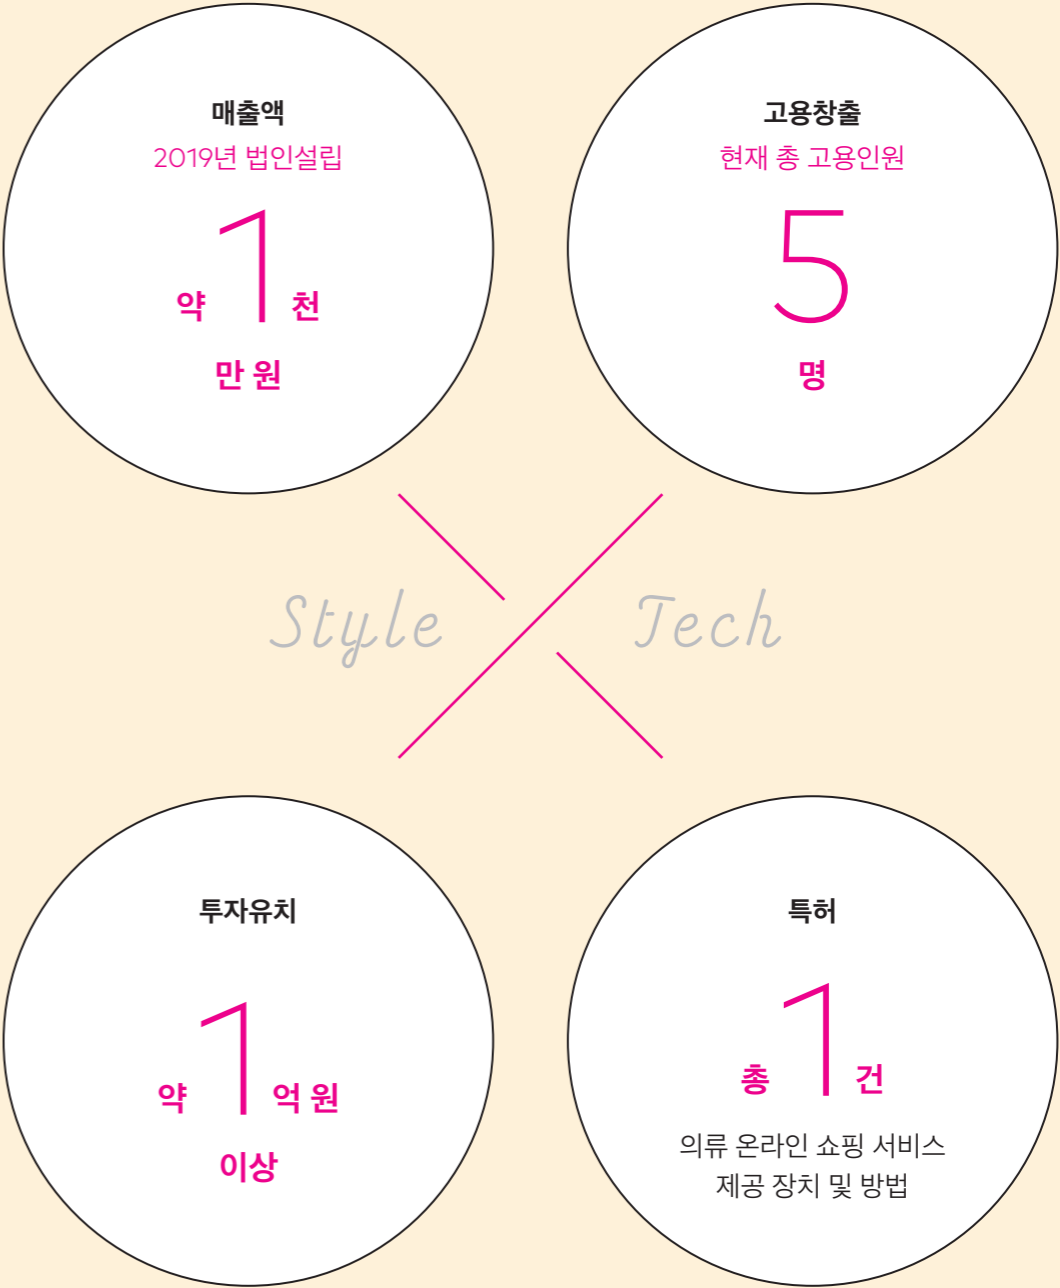 매출액
2019년 법인설립
약 1 천
만 원
고용창출
현재 총 고용인원
5
명
Style Tech
투자유치
약 1 억 원
이상
특허
총 1 건
의류 온라인 쇼핑 서비스
제공 장치 및 방법